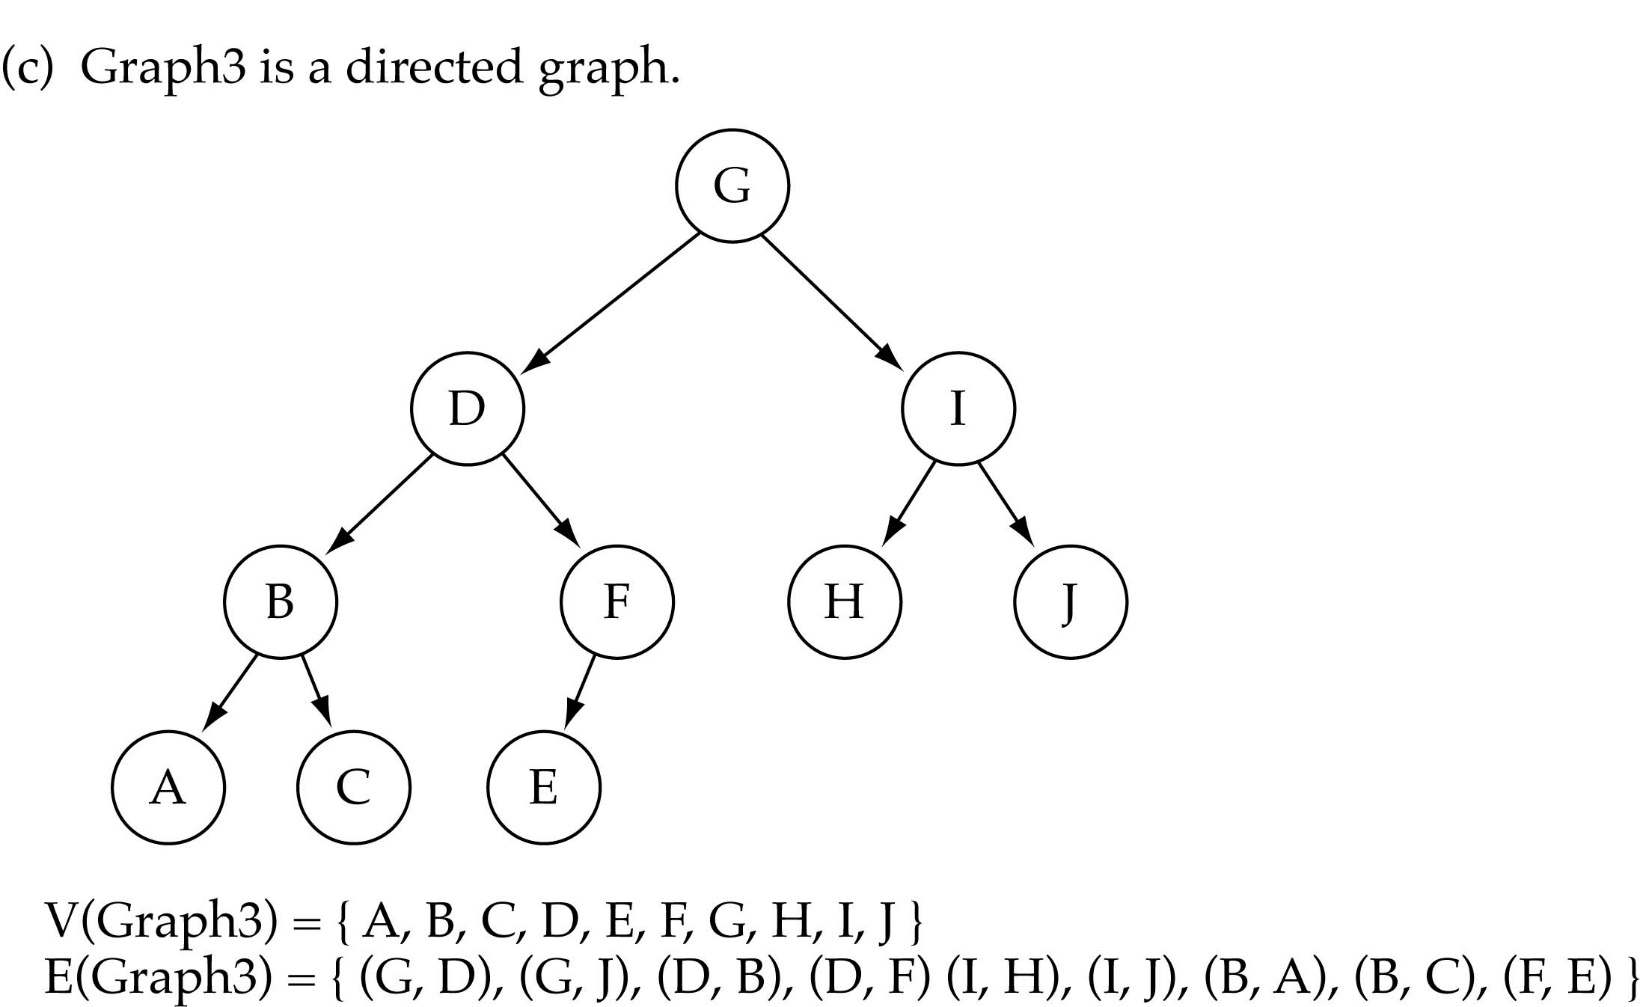 (c) Graph3 is a directed graph.
G
D I
B F H J
A C E
V(Graph3) = { A, B, C, D, E, F, G, H, I, J }
E(Graph3) = { (G, D), (G, J), (D, B), (D, F) (I, H), (I, J), (B, A), (B, C), (F, E) }